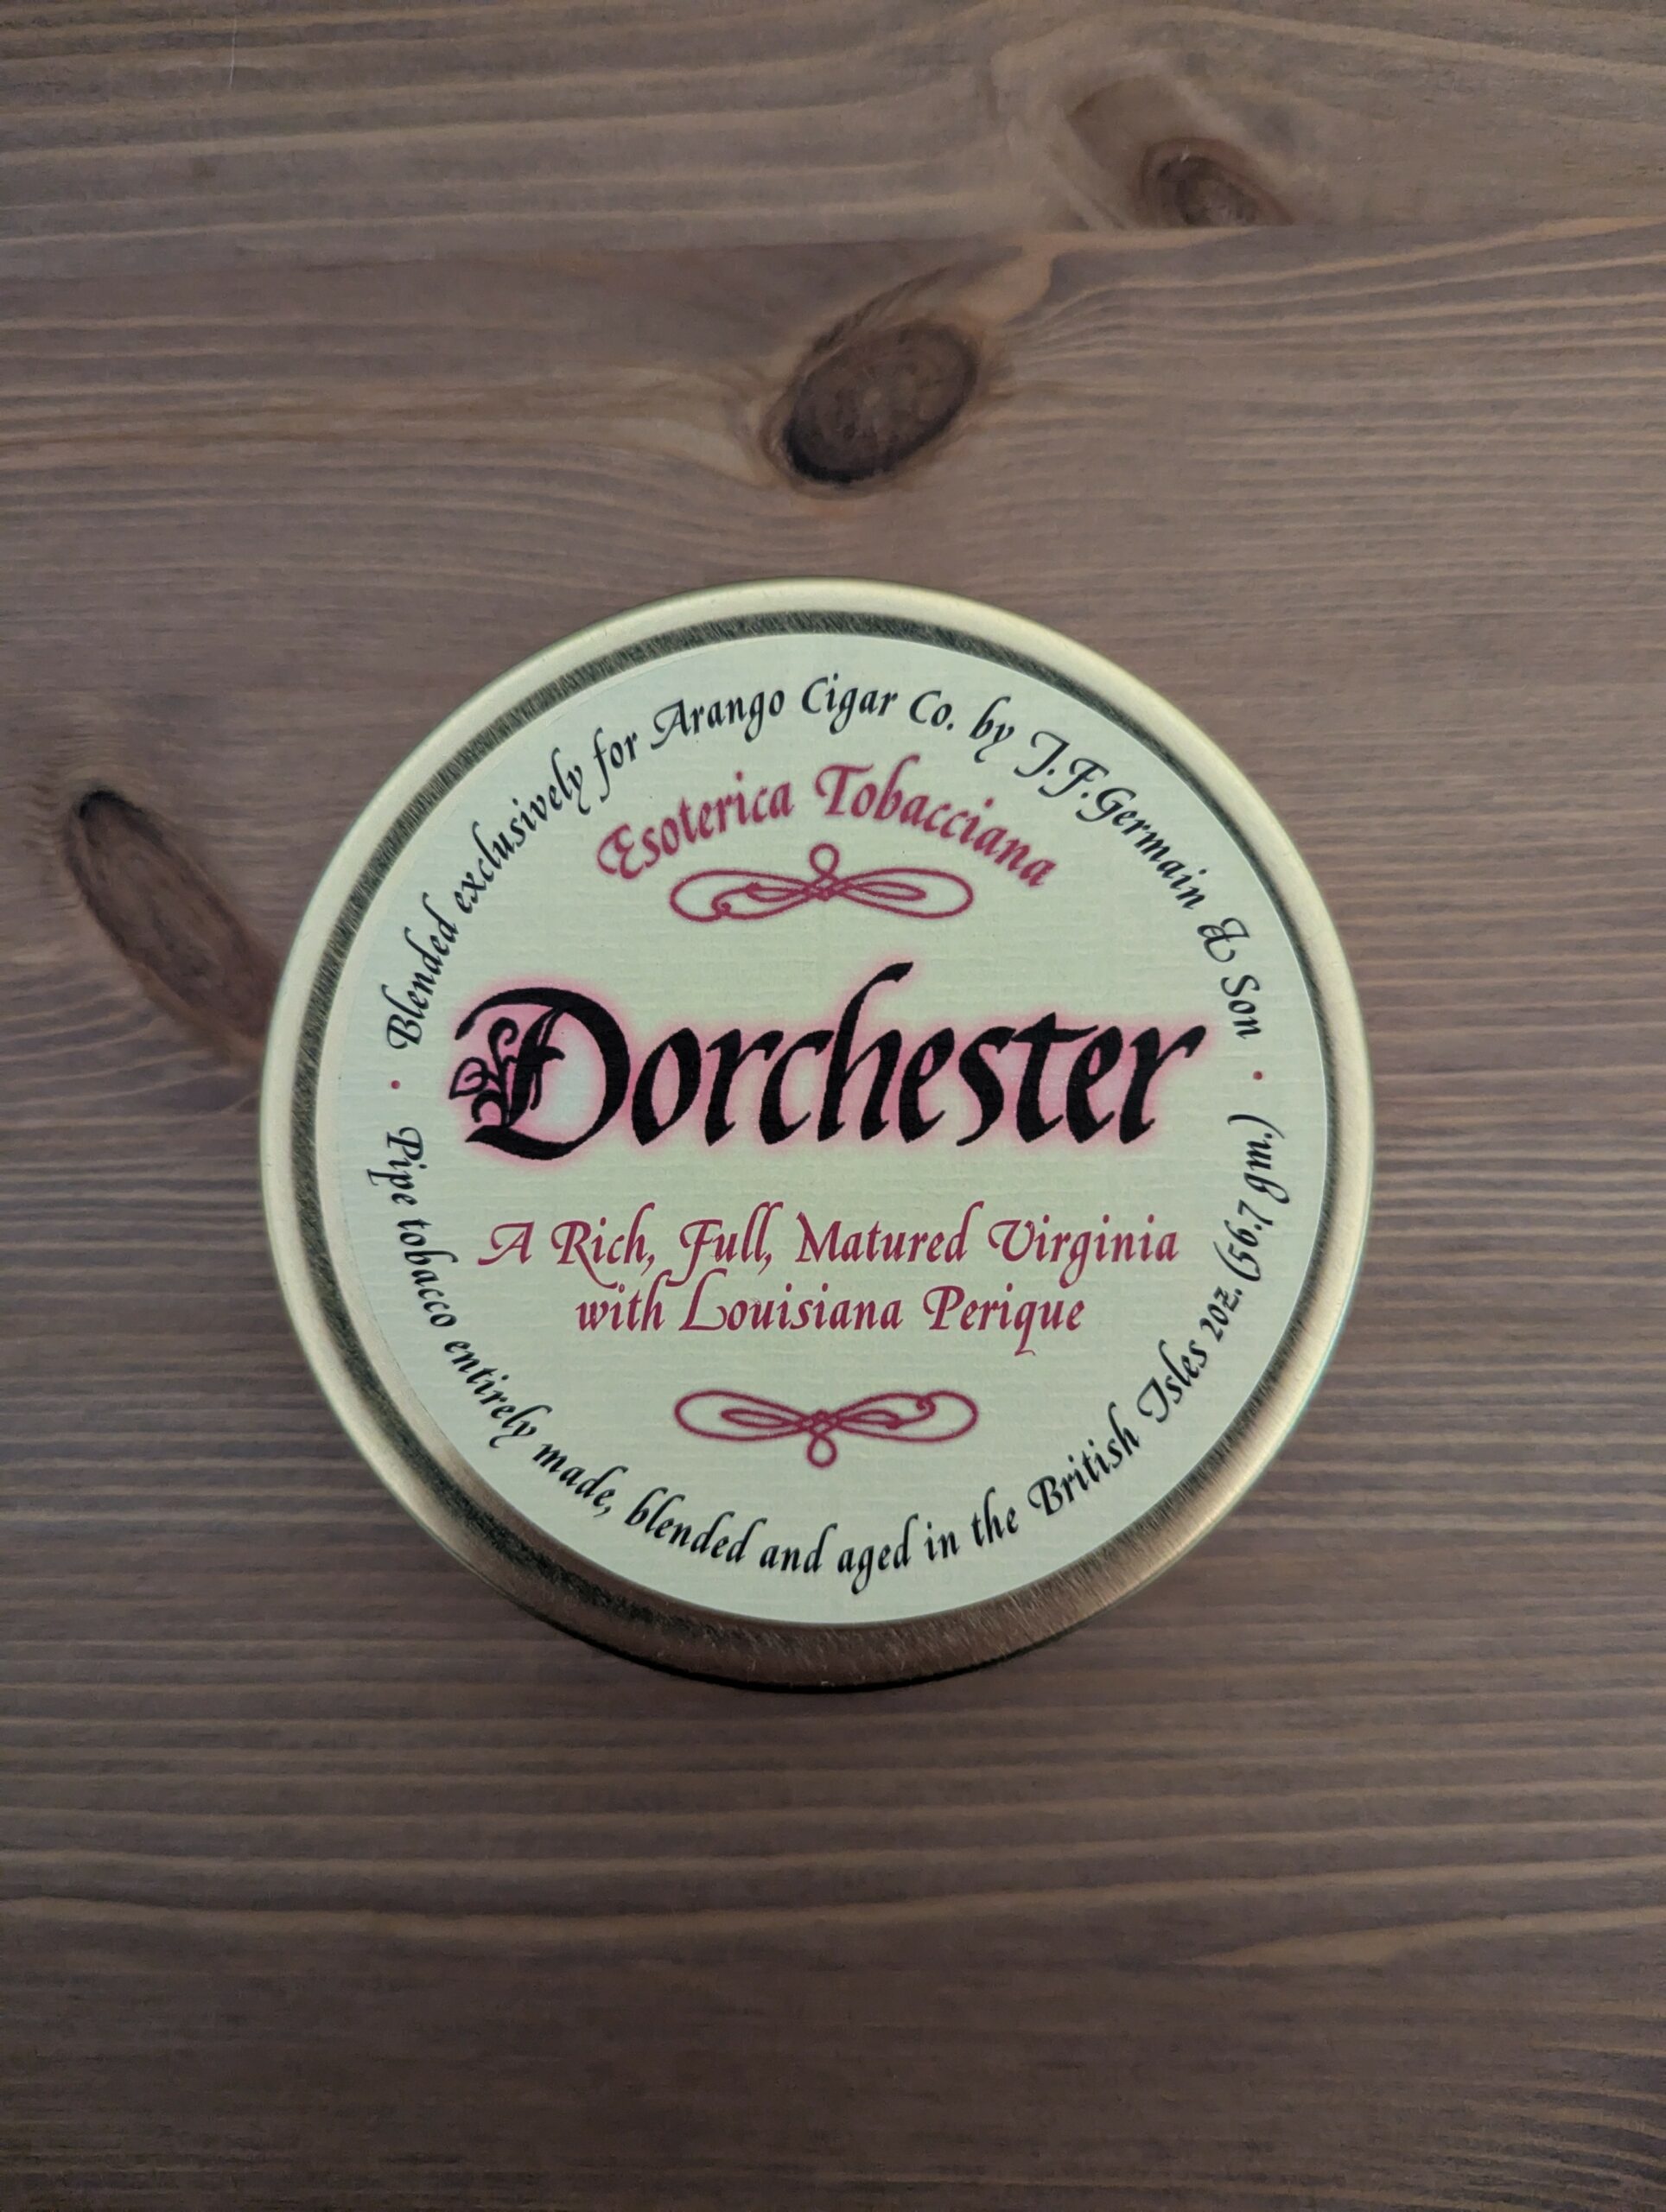 Blended exclusively for Arango Cigar Co. by J.F.Germain & Son
Esoterica Tobacciana
Dorchester
A Rich, Full, Matured Virginia
with Louisiana Perique
Pipe tobacco entirely made, blended and aged in the British Isles 2oz. (56.7 gm.)